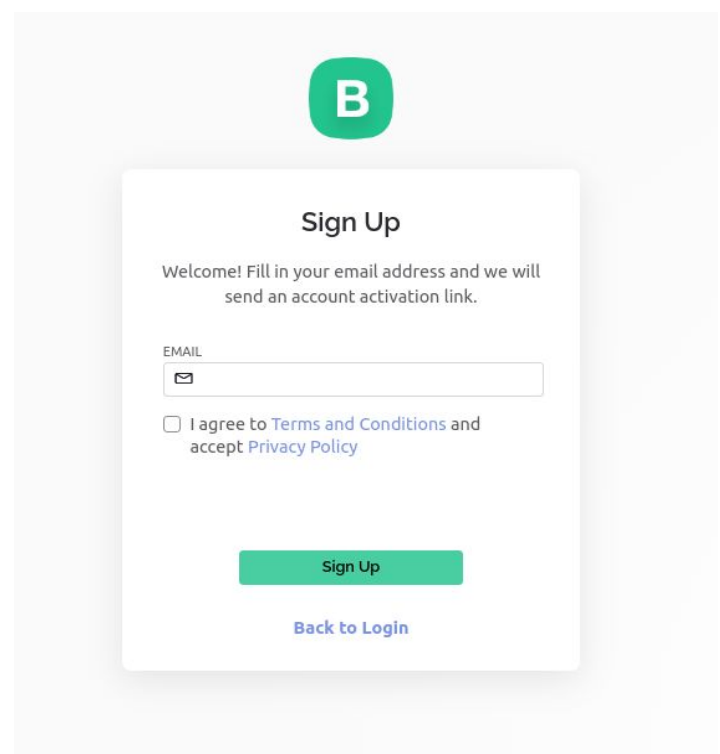 B
Sign Up
Welcome! Fill in your email address and we will
send an account activation link.
EMAIL
I agree to Terms and Conditions and
accept Privacy Policy
Sign Up
Back to Login